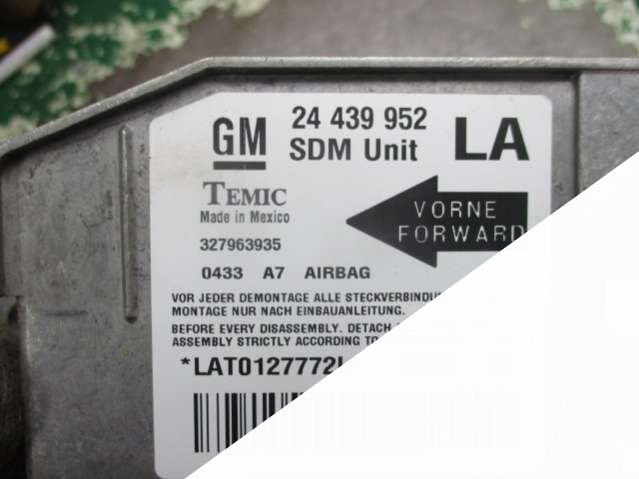 GM 24 439 952 LA
SDM Unit
TEMIC
Made in Mexico
VORNE
FORWARD
327963935
0433 A7 AIRBAG
VOR JEDER DEMONTAGE ALLE
MONTAGE NUR NACH EINBAUANLEITUNG.
BEFORE EVERY DISASSEMBLY. DETACH
ASSEMBLY STRICTLY ACCORDING TO
*LAT0127772